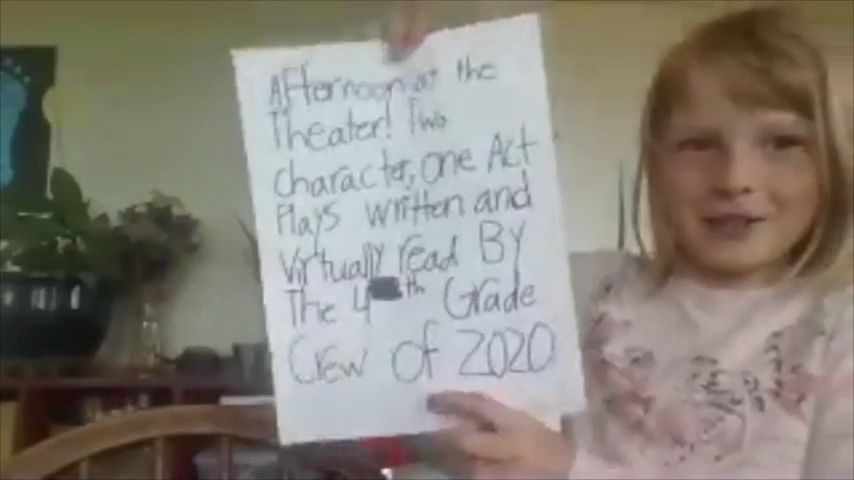 Afternoon at the
Theater! Two
Character, One Act
Plays written and
Virtually read By
The 4th Grade
Crew of 2020